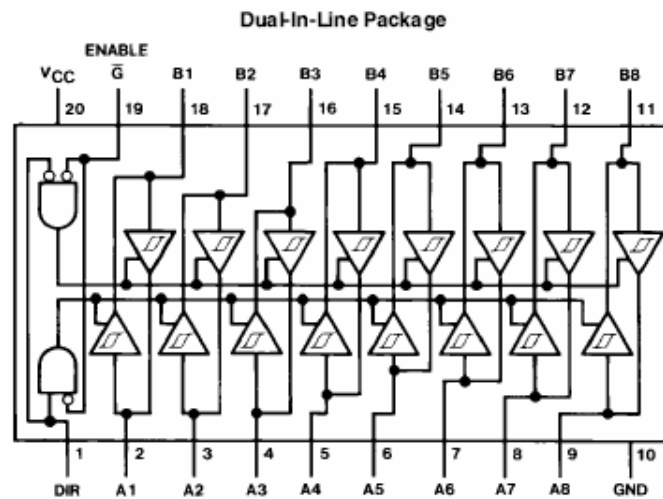 Dual-In-Line Package
ENABLE
VCC G̅ B1 B2 B3 B4 B5 B6 B7 B8
20 19 18 17 16 15 14 13 12 11
1 2 3 4 5 6 7 8 9 10
DIR A1 A2 A3 A4 A5 A6 A7 A8 GND